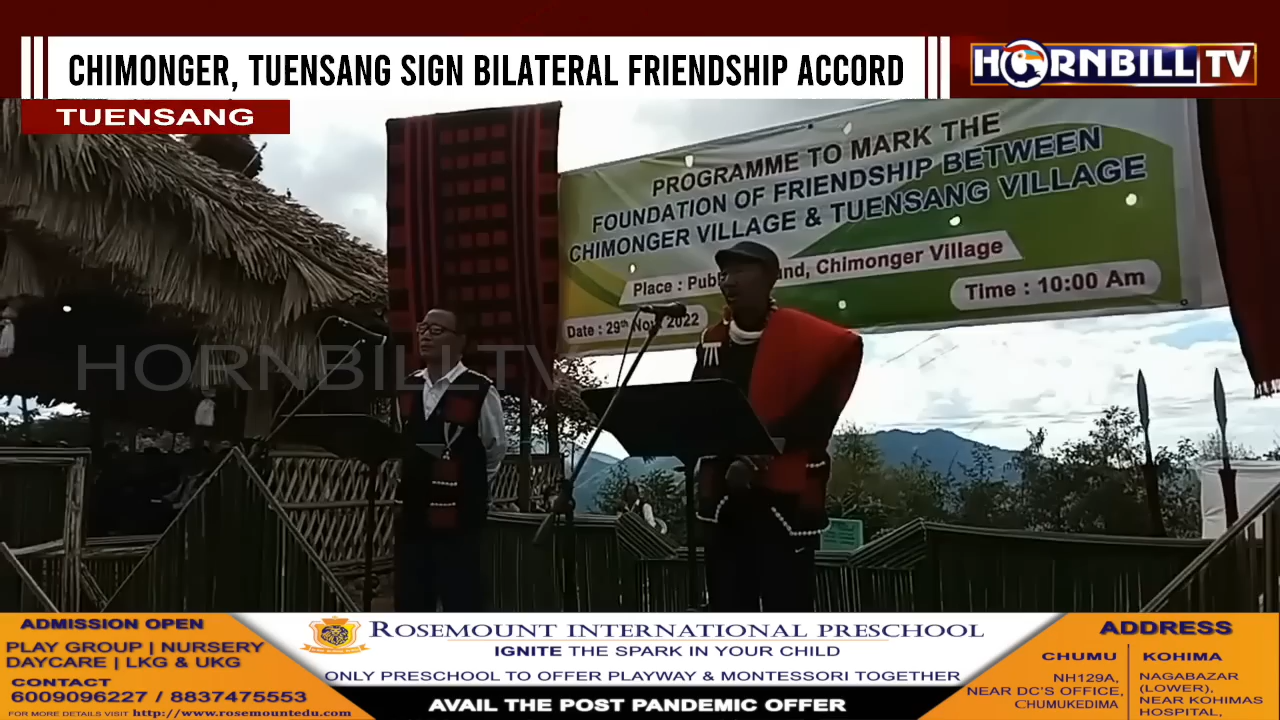 CHIMONGER, TUENSANG SIGN BILATERAL FRIENDSHIP ACCORD
HORNBILL TV
TUENSANG
PROGRAMME TO MARK THE
FOUNDATION OF FRIENDSHIP BETWEEN
CHIMONGER VILLAGE & TUENSANG VILLAGE
Place : Chimonger Village
Time : 10:00 Am
Date : 29th Nov 2022
HORNBILL TV
ADMISSION OPEN
PLAY GROUP | NURSERY
DAYCARE | LKG & UKG
CONTACT
6009096227 / 8837475553
FOR MORE DETAILS VISIT http://www.rosemountedu.com
ROSEMOUNT INTERNATIONAL PRESCHOOL
IGNITE THE SPARK IN YOUR CHILD
ONLY PRESCHOOL TO OFFER PLAYWAY & MONTESSORI TOGETHER
AVAIL THE POST PANDEMIC OFFER
ADDRESS
CHUMU
NH129A,
NEAR DC'S OFFICE,
CHUMUKEDIMA
KOHIMA
NAGABAZAR
(LOWER),
NEAR KOHIMAS
HOSPITAL,